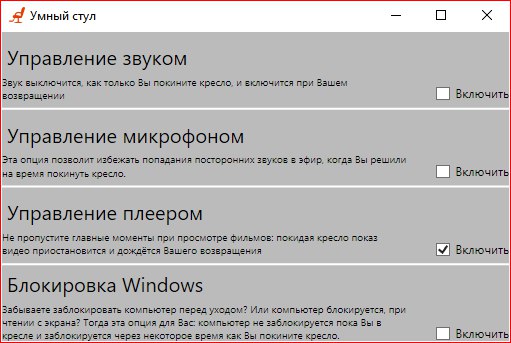 Умный стул
Управление звуком
Звук выключится, как только Вы покините кресло, и включится при Вашем
возвращении
Включить
Управление микрофоном
Эта опция позволит избежать попадания посторонних звуков в эфир, когда Вы решили
на время покинуть кресло.
Включить
Управление плеером
Не пропустите главные моменты при просмотре фильмов: покидая кресло показ
видео приостановится и дождётся Вашего возвращения
Включить
Блокировка Windows
Забываете заблокировать компьютер перед уходом? Или компьютер блокируется, при
чтении с экрана? Тогда эта опция для Вас: компьютер не заблокируется пока Вы в
кресле и заблокируется через некоторое время как Вы покините кресло.
Включить